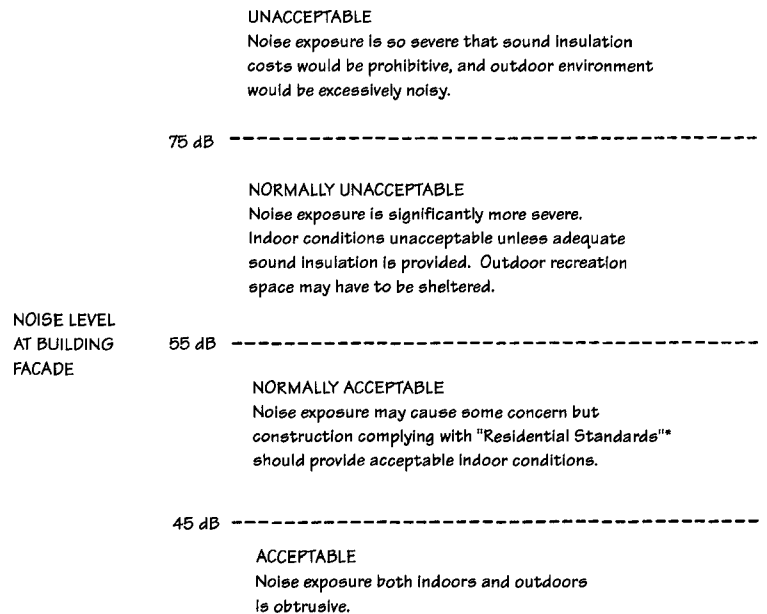 UNACCEPTABLE
Noise exposure is so severe that sound insulation
costs would be prohibitive, and outdoor environment
would be excessively noisy.
75 dB
NORMALLY UNACCEPTABLE
Noise exposure is significantly more severe.
Indoor conditions unacceptable unless adequate
sound insulation is provided. Outdoor recreation
space may have to be sheltered.
NOISE LEVEL
AT BUILDING
FACADE
55 dB
NORMALLY ACCEPTABLE
Noise exposure may cause some concern but
construction complying with "Residential Standards"*
should provide acceptable indoor conditions.
45 dB
ACCEPTABLE
Noise exposure both indoors and outdoors
is obtrusive.